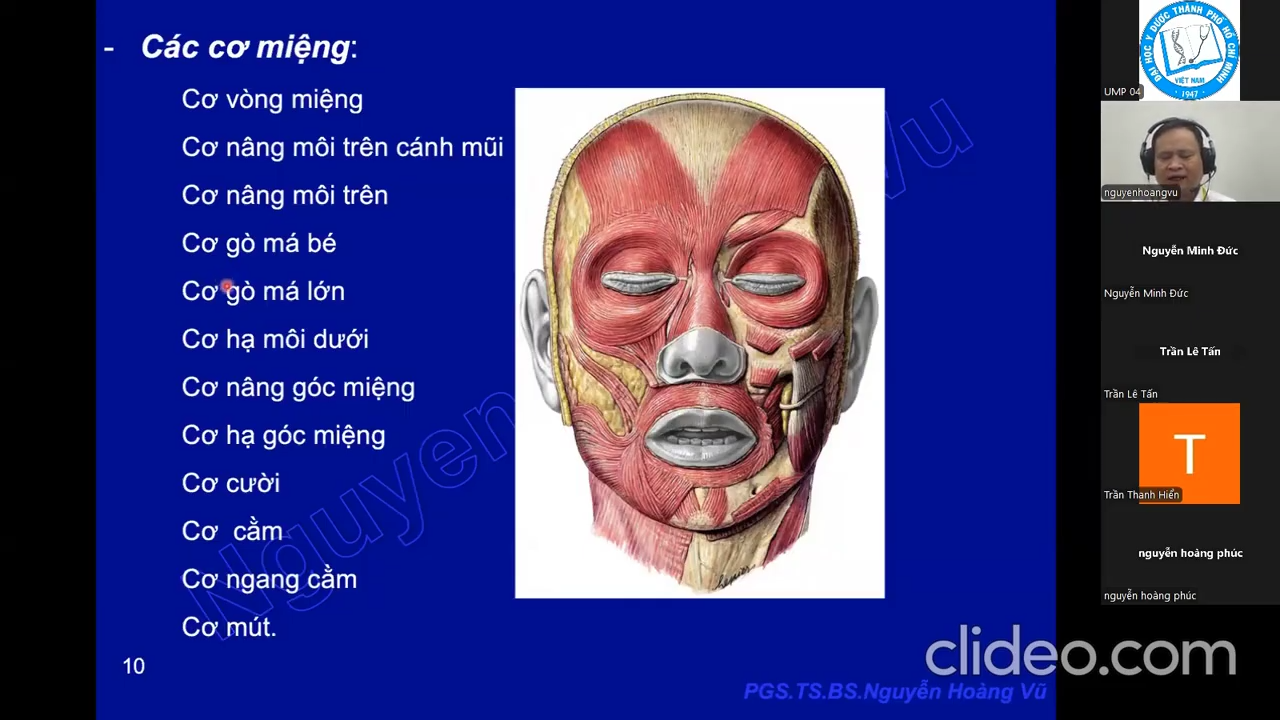 - Các cơ miệng:
Cơ vòng miệng
Cơ nâng môi trên cánh mũi
Cơ nâng môi trên
Cơ gò má bé
Cơ gò má lớn
Cơ hạ môi dưới
Cơ nâng góc miệng
Cơ hạ góc miệng
Cơ cười
Cơ cằm
Cơ ngang cằm
Cơ mút.
10
Nguyen
Vu
PGS.TS.BS.Nguyễn Hoàng Vũ
clideo.com
ĐẠI HỌC Y DƯỢC THÀNH PHỐ HỒ CHÍ MINH
VIỆT NAM
1947
UMP 04
nguyenhoangvu
Nguyễn Minh Đức
Nguyễn Minh Đức
Trần Lê Tấn
Trần Lê Tấn
T
Trần Thanh Hiển
nguyễn hoàng phúc
nguyễn hoàng phúc